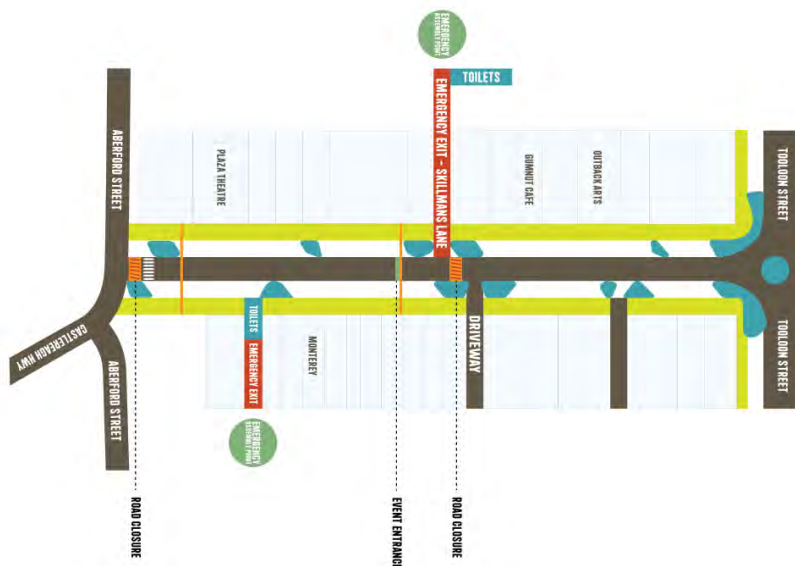 EMERGENCY
ASSEMBLY POINT
TOILETS
EMERGENCY EXIT - SKILLMANS LANE
ABERFORD STREET
PLAZA THEATRE
GUMNUT CAFE
OUTBACK ARTS
TOOLOON STREET
CASTLEREAGH HWY
ABERFORD STREET
TOILETS
EMERGENCY EXIT
MONTEREY
DRIVEWAY
TOOLOON STREET
EMERGENCY
ASSEMBLY POINT
ROAD CLOSURE
EVENT ENTRANCE
ROAD CLOSURE